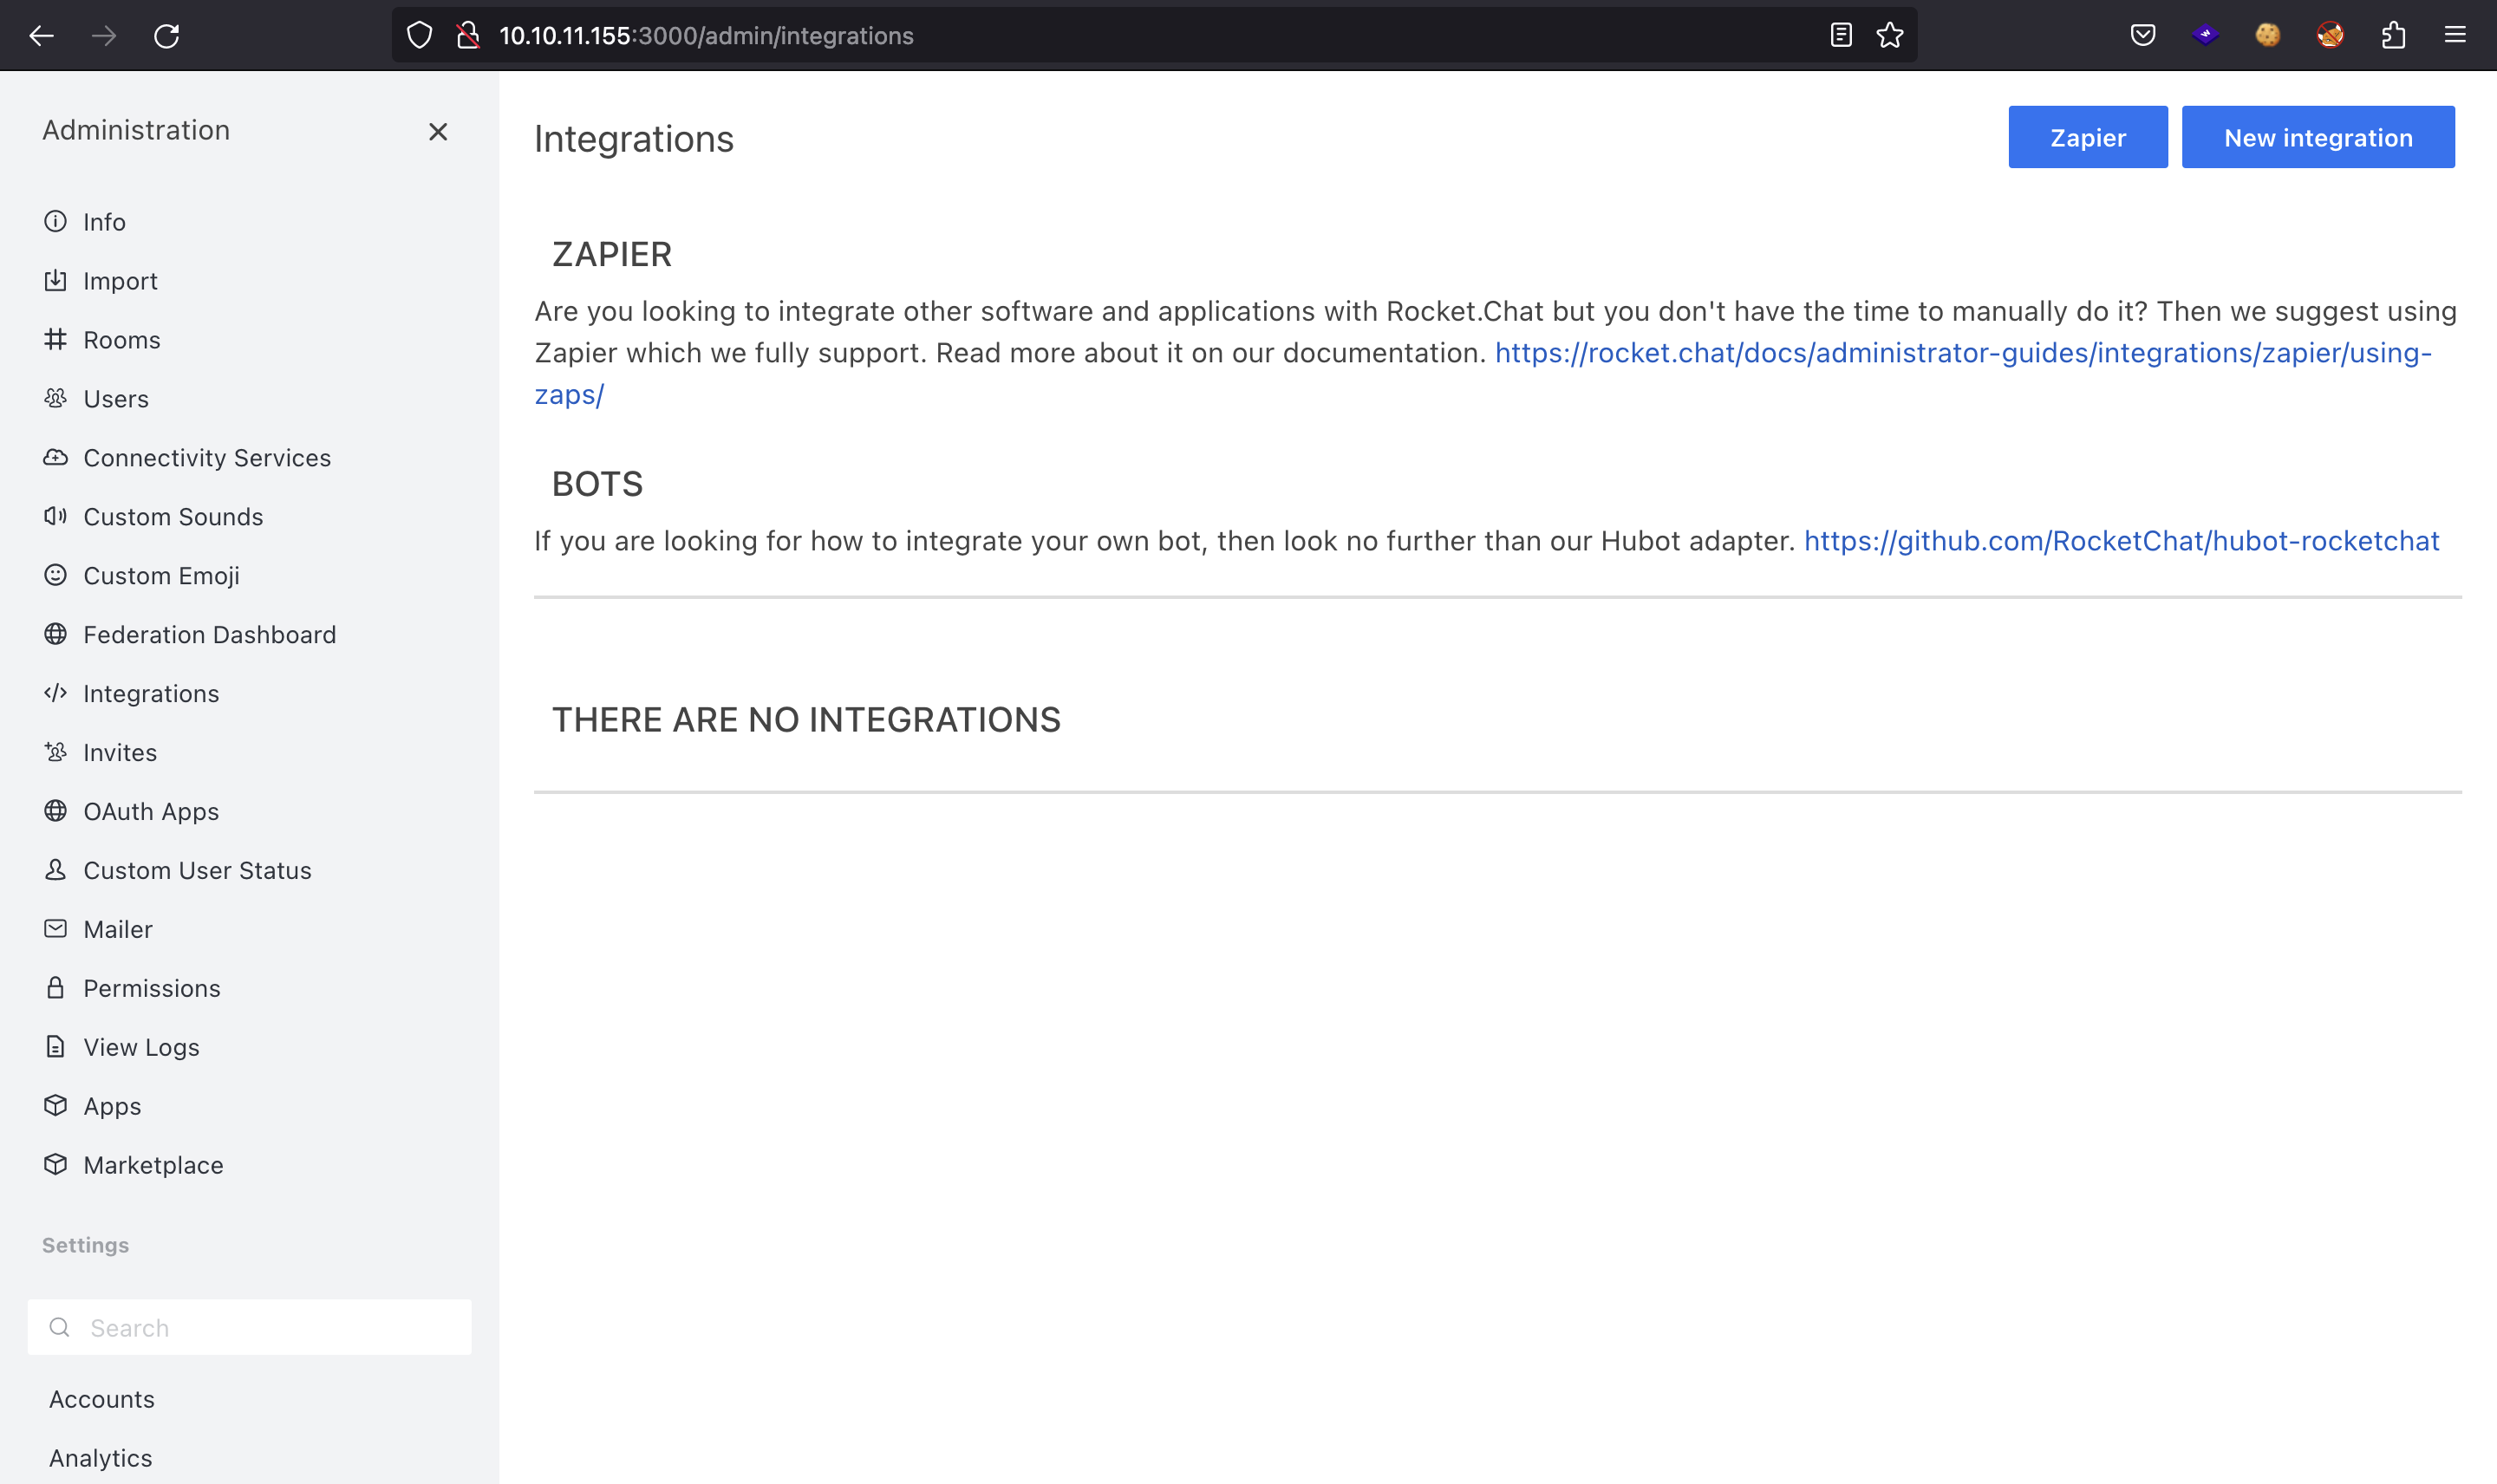 10.10.11.155:3000/admin/integrations
Administration
Info
Import
Rooms
Users
Connectivity Services
Custom Sounds
Custom Emoji
Federation Dashboard
Integrations
Invites
OAuth Apps
Custom User Status
Mailer
Permissions
View Logs
Apps
Marketplace
Settings
Search
Accounts
Analytics
Integrations
Zapier
New integration
ZAPIER
Are you looking to integrate other software and applications with Rocket.Chat but you don't have the time to manually do it? Then we suggest using
Zapier which we fully support. Read more about it on our documentation. https://rocket.chat/docs/administrator-guides/integrations/zapier/using-
zaps/
BOTS
If you are looking for how to integrate your own bot, then look no further than our Hubot adapter. https://github.com/RocketChat/hubot-rocketchat
THERE ARE NO INTEGRATIONS